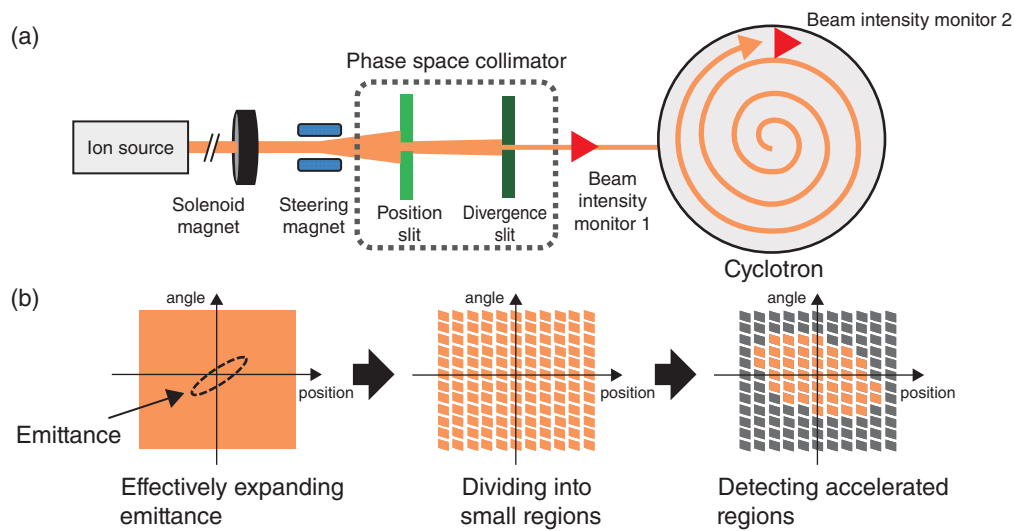 (a)
Beam intensity monitor 2
Phase space collimator
Ion source
Solenoid
magnet
Steering
magnet
Position
slit
Divergence
slit
Beam
intensity
monitor 1
Cyclotron
(b)
angle
position
Emittance
Effectively expanding
emittance
angle
position
Dividing into
small regions
angle
position
Detecting accelerated
regions